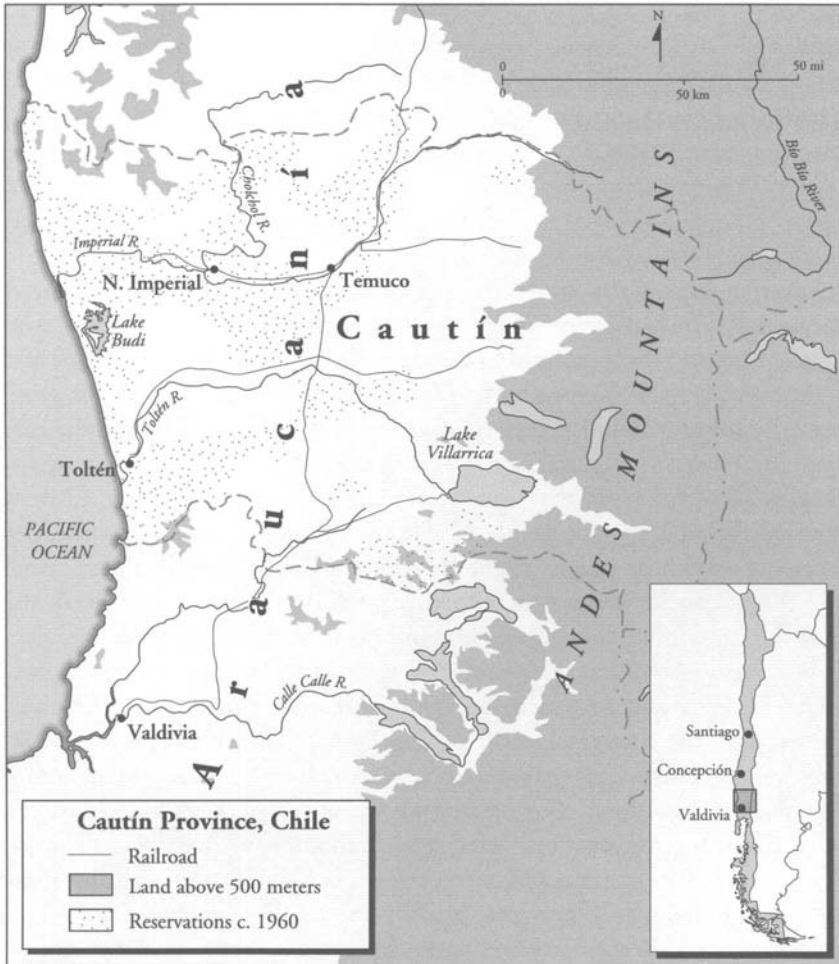 N
0
50 mi
50 km
Bío Bío River
Araucanía
Cholchol R.
Imperial R.
N. Imperial
Temuco
Lake
Budi
Cautín
Toltén R.
Toltén
Lake
Villarrica
PACIFIC
OCEAN
ANDES MOUNTAINS
Calle Calle R.
Valdivia
Santiago
Concepción
Valdivia
Cautín Province, Chile
Railroad
Land above 500 meters
Reservations c. 1960